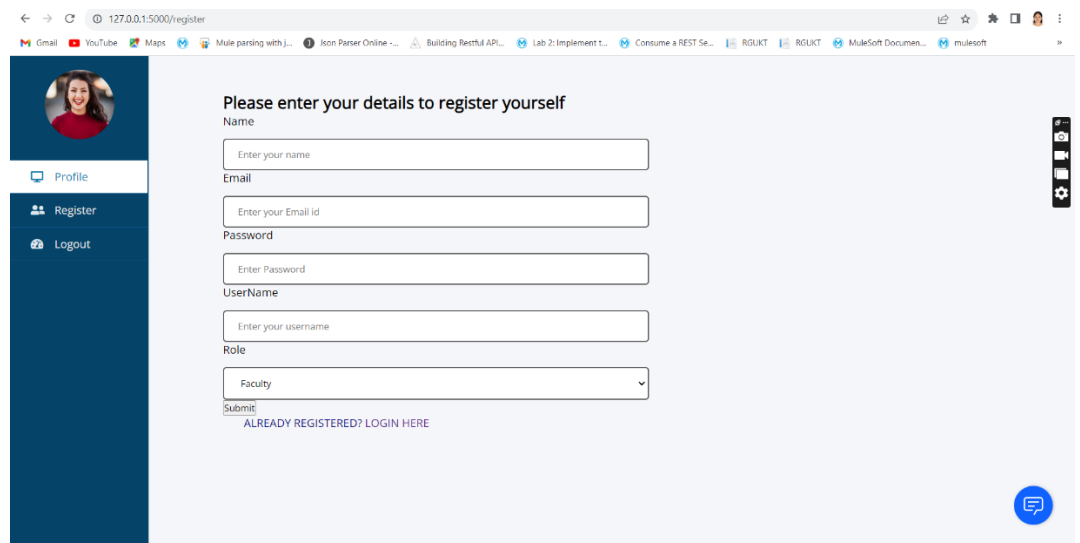 127.0.0.1:5000/register
Gmail YouTube Maps Mule parsing with j... Json Parser Online -... Building Restful API... Lab 2: Implement t... Consume a REST Se... RGUKT RGUKT MuleSoft Documen... mulesoft »
Please enter your details to register yourself
Name
Enter your name
Profile
Email
Register
Enter your Email id
Password
Logout
Enter Password
UserName
Enter your username
Role
Faculty
Submit
ALREADY REGISTERED? LOGIN HERE